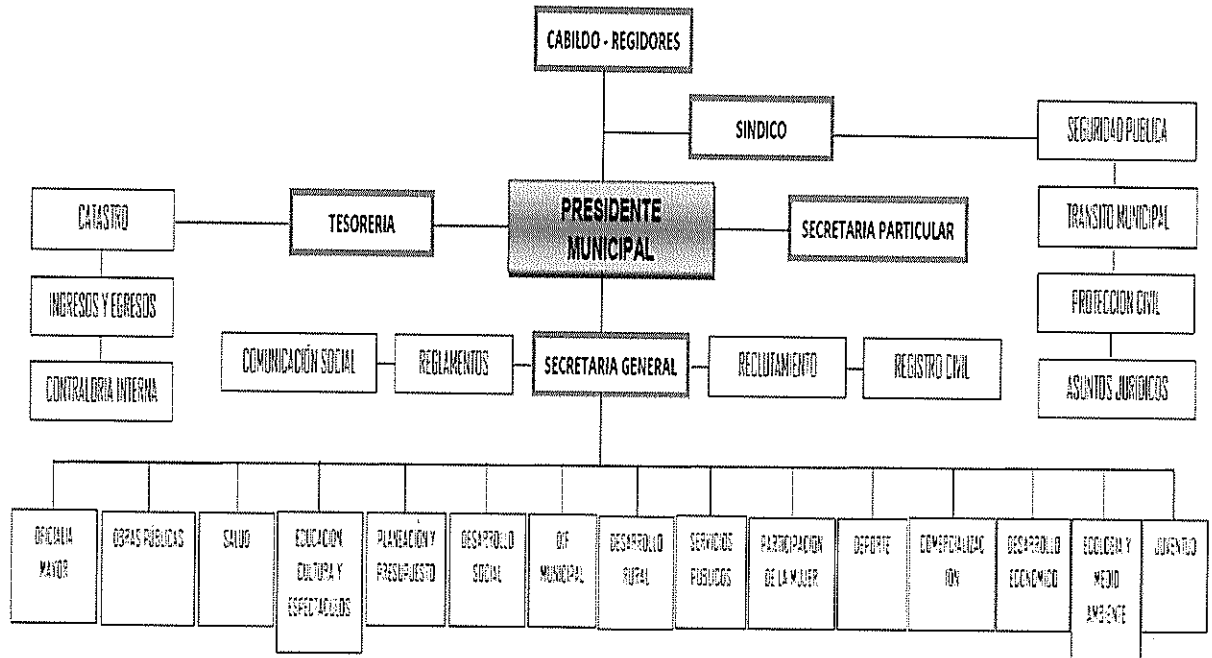 CABILDO - REGIDORES
SINDICO
SEGURIDAD PUBLICA
CATASTRO
TESORERIA
PRESIDENTE
MUNICIPAL
SECRETARIA PARTICULAR
TRANSITO MUNICIPAL
INGRESOS Y EGRESOS
PROTECCION CIVIL
COMUNICACIÓN SOCIAL
REGLAMENTOS
SECRETARIA GENERAL
RECLUTAMIENTO
REGISTRO CIVIL
CONTRALORIA INTERNA
ASUNTOS JURIDICOS
OFICIALIA
MAYOR
OBRAS PÚBLICAS
SALUD
EDUCACION,
CULTURA Y
ESPECTACULOS
PLANEACIÓN Y
PRESUPUESTO
DESARROLLO
SOCIAL
DIF
MUNICIPAL
DESARROLLO
RURAL
SERVICIOS
PUBLICOS
PARTICIPACION
DE LA MUJER
DEPORTE
COMERCIALIZAC
IÓN
DESARROLLO
ECONOMICO
ECOLOGIA Y
MEDIO
AMBIENTE
JUVENTUD